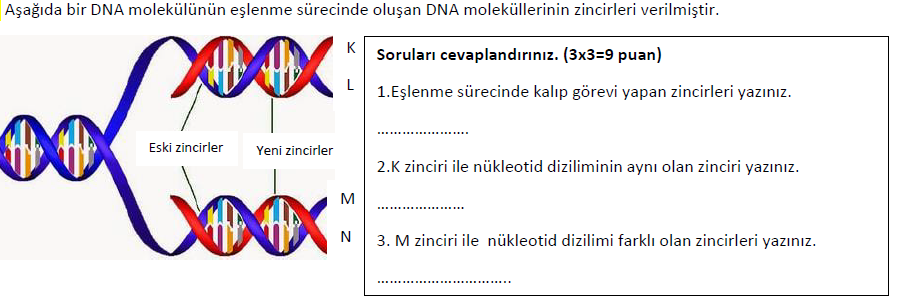 Aşağıda bir DNA molekülünün eşlenme sürecinde oluşan DNA moleküllerinin zincirleri verilmiştir.
K
L
Eski zincirler
Yeni zincirler
M
N
Soruları cevaplandırınız. (3x3=9 puan)
1.Eşlenme sürecinde kalıp görevi yapan zincirleri yazınız.
………………….
2.K zinciri ile nükleotid diziliminin aynı olan zinciri yazınız.
…………………
3. M zinciri ile nükleotid dizilimi farklı olan zincirleri yazınız.
…………………………..